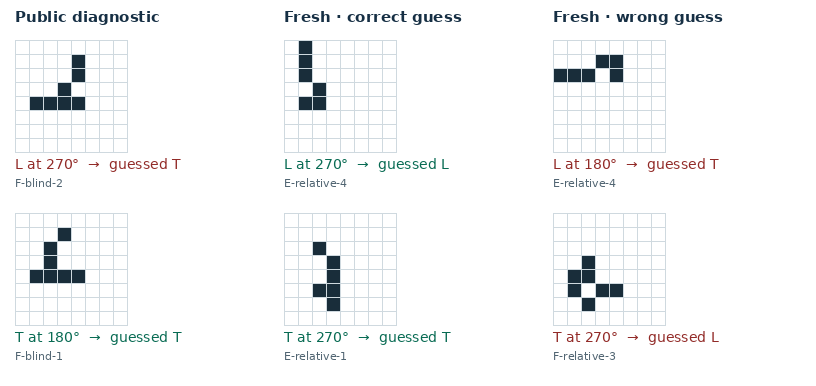 Public diagnostic
Fresh · correct guess
Fresh · wrong guess
L at 270° → guessed T
F-blind-2
L at 270° → guessed L
E-relative-4
L at 180° → guessed T
E-relative-4
T at 180° → guessed T
F-blind-1
T at 270° → guessed T
E-relative-1
T at 270° → guessed L
F-relative-3